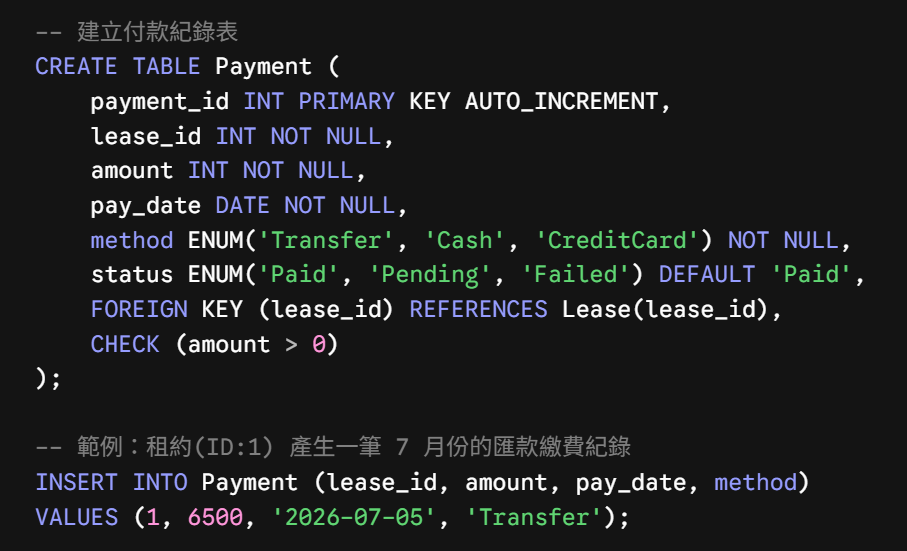 -- 建立付款紀錄表
CREATE TABLE Payment (
    payment_id INT PRIMARY KEY AUTO_INCREMENT,
    lease_id INT NOT NULL,
    amount INT NOT NULL,
    pay_date DATE NOT NULL,
    method ENUM('Transfer', 'Cash', 'CreditCard') NOT NULL,
    status ENUM('Paid', 'Pending', 'Failed') DEFAULT 'Paid',
    FOREIGN KEY (lease_id) REFERENCES Lease(lease_id),
    CHECK (amount > 0)
);
-- 範例：租約(ID:1) 產生一筆 7 月份的匯款繳費紀錄
INSERT INTO Payment (lease_id, amount, pay_date, method)
VALUES (1, 6500, '2026-07-05', 'Transfer');